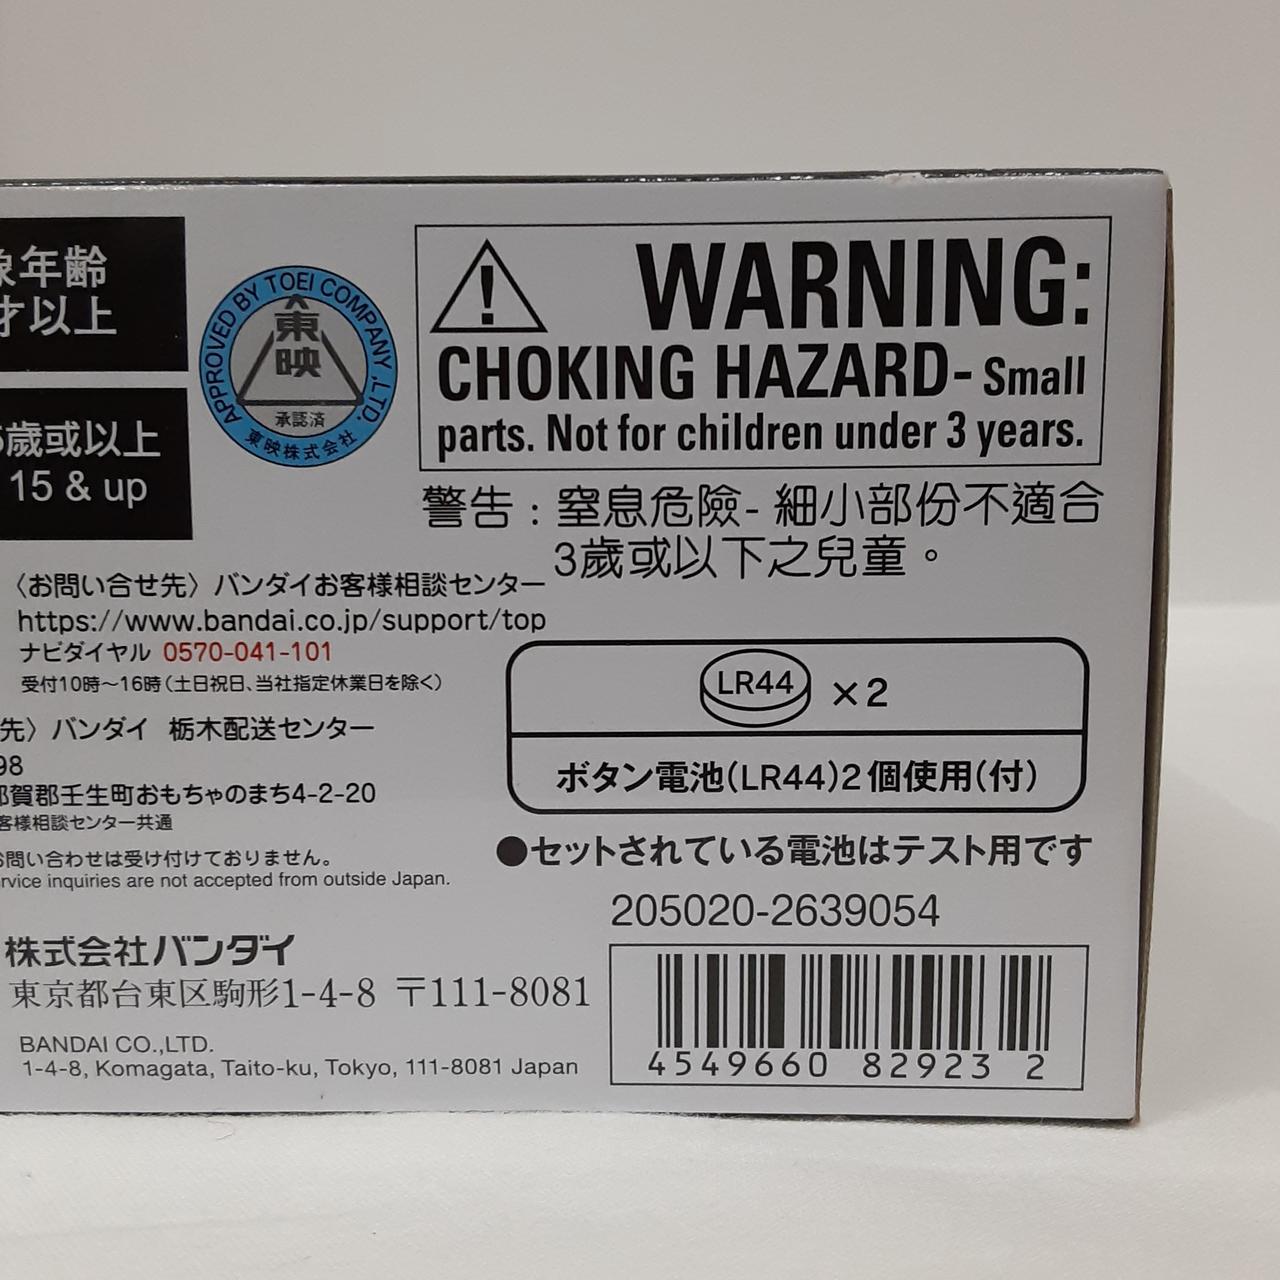 象年齢
才以上
5歳或以上
15 & up
APPROVED BY TOEI COMPANY ,LTD.
東
映
承認済
東映株式会社
WARNING:
CHOKING HAZARD- Small
parts. Not for children under 3 years.
警告 : 窒息危險- 細小部份不適合
3歲或以下之兒童。
〈お問い合せ先〉バンダイお客様相談センター
https://www.bandai.co.jp/support/top
ナビダイヤル 0570-041-101
受付10時〜16時(土日祝日、当社指定休業日を除く)
先〉バンダイ 栃木配送センター
98
都賀郡壬生町おもちゃのまち4-2-20
客様相談センター共通
お問い合わせは受け付けておりません。
rvice inquiries are not accepted from outside Japan.
株式会社バンダイ
東京都台東区駒形1-4-8 〒111-8081
BANDAI CO.,LTD.
1-4-8, Komagata, Taito-ku, Tokyo, 111-8081 Japan
LR44 ×2
ボタン電池(LR44)2個使用(付)
●セットされている電池はテスト用です
205020-2639054
4549660 82923 2